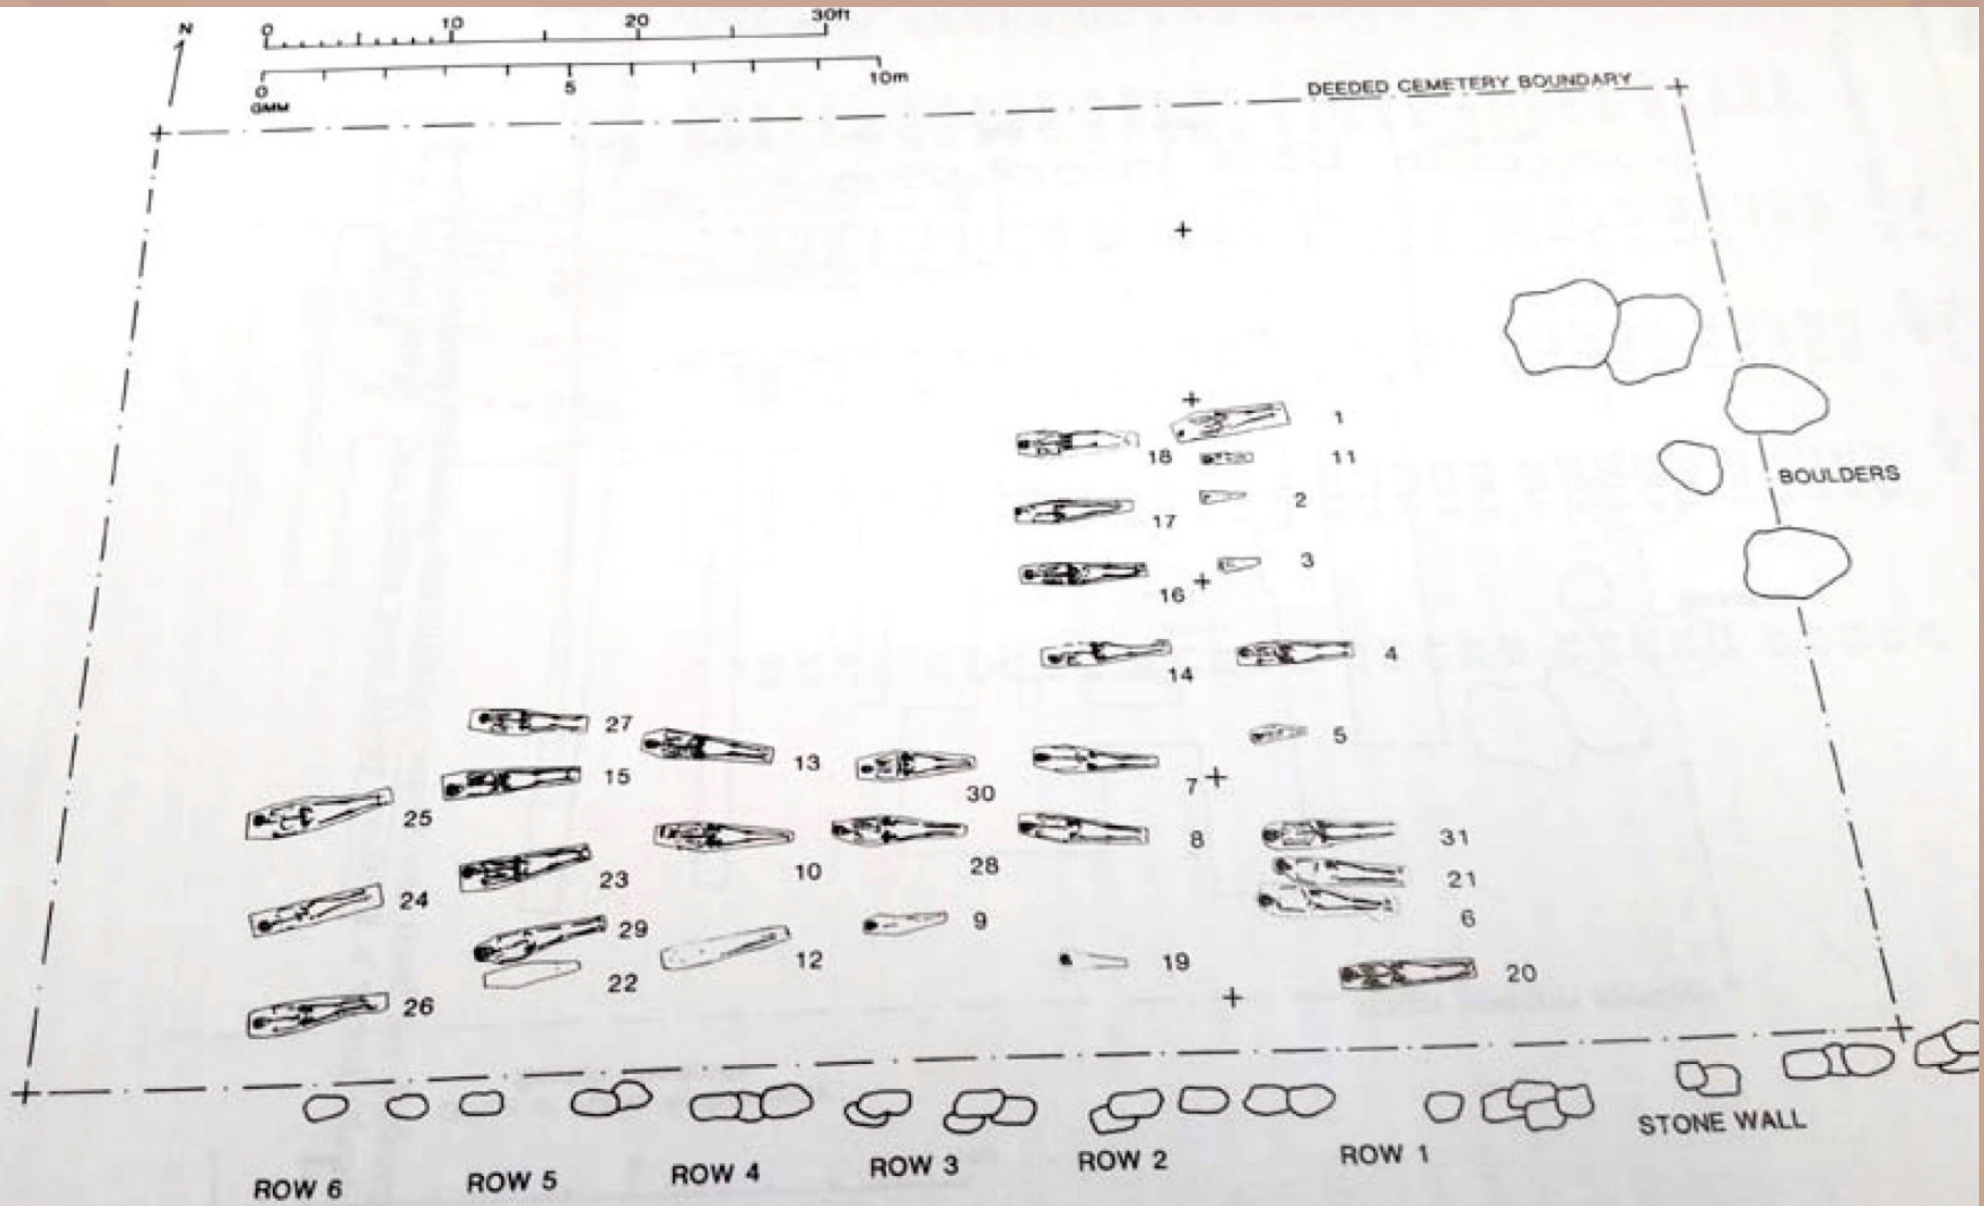 N
0 10 20 30ft
0 5 10m
GMM
DEEDED CEMETERY BOUNDARY
1
18 11
2
17
3
16
14 4
27
5
13
15 7
30
25
31
8
10 28
23 21
24
6
29 9
12 19
22 20
26
BOULDERS
STONE WALL
ROW 6 ROW 5 ROW 4 ROW 3 ROW 2 ROW 1